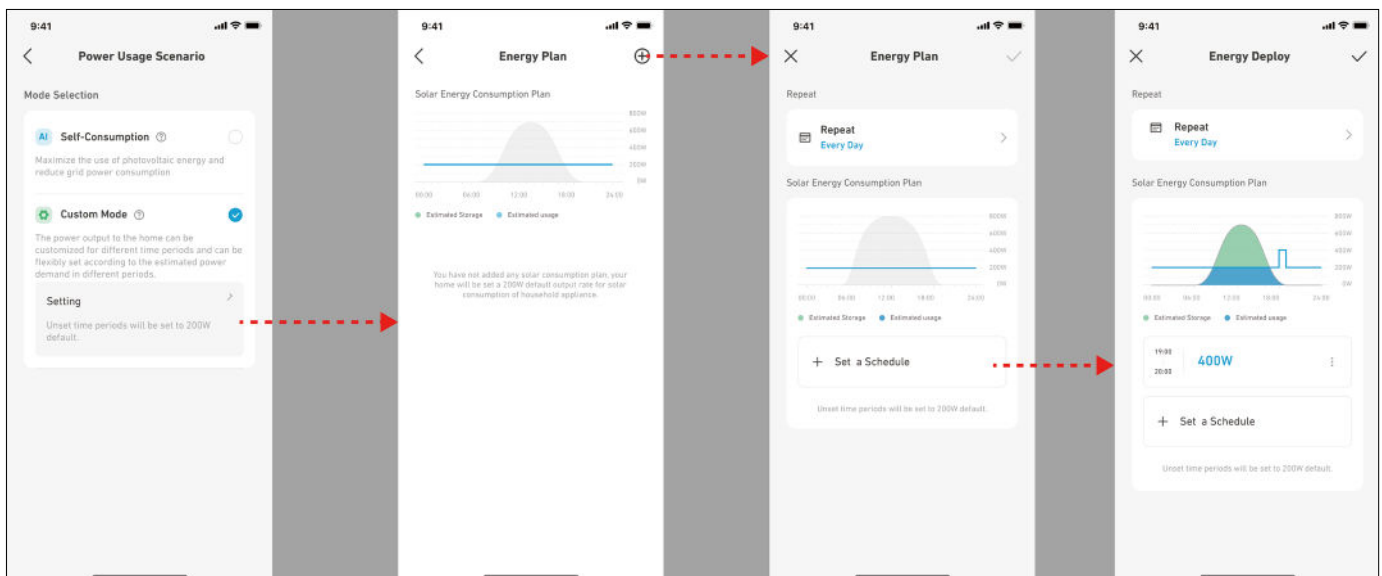 9:41
Power Usage Scenario
Mode Selection
AI Self-Consumption ?
Maximize the use of photovoltaic energy and
reduce grid power consumption
Custom Mode ?
The power output to the home can be
customized for different time periods and can be
flexibly set according to the estimated power
demand in different periods.
Setting
Unset time periods will be set to 200W
default.
9:41
Energy Plan
Solar Energy Consumption Plan
800W
600W
400W
200W
0W
00:00 06:00 12:00 18:00 24:00
Estimated Storage Estimated usage
You have not added any solar consumption plan, your
home will be set a 200W default output rate for solar
consumption of household appliance.
9:41
Energy Plan
Repeat
Repeat
Every Day
Solar Energy Consumption Plan
800W
600W
400W
200W
0W
00:00 06:00 12:00 18:00 24:00
Estimated Storage Estimated usage
+ Set a Schedule
Unset time periods will be set to 200W default.
9:41
Energy Deploy
Repeat
Repeat
Every Day
Solar Energy Consumption Plan
800W
600W
400W
200W
0W
00:00 06:00 12:00 18:00 24:00
Estimated Storage Estimated usage
19:00
400W
20:00
+ Set a Schedule
Unset time periods will be set to 200W default.